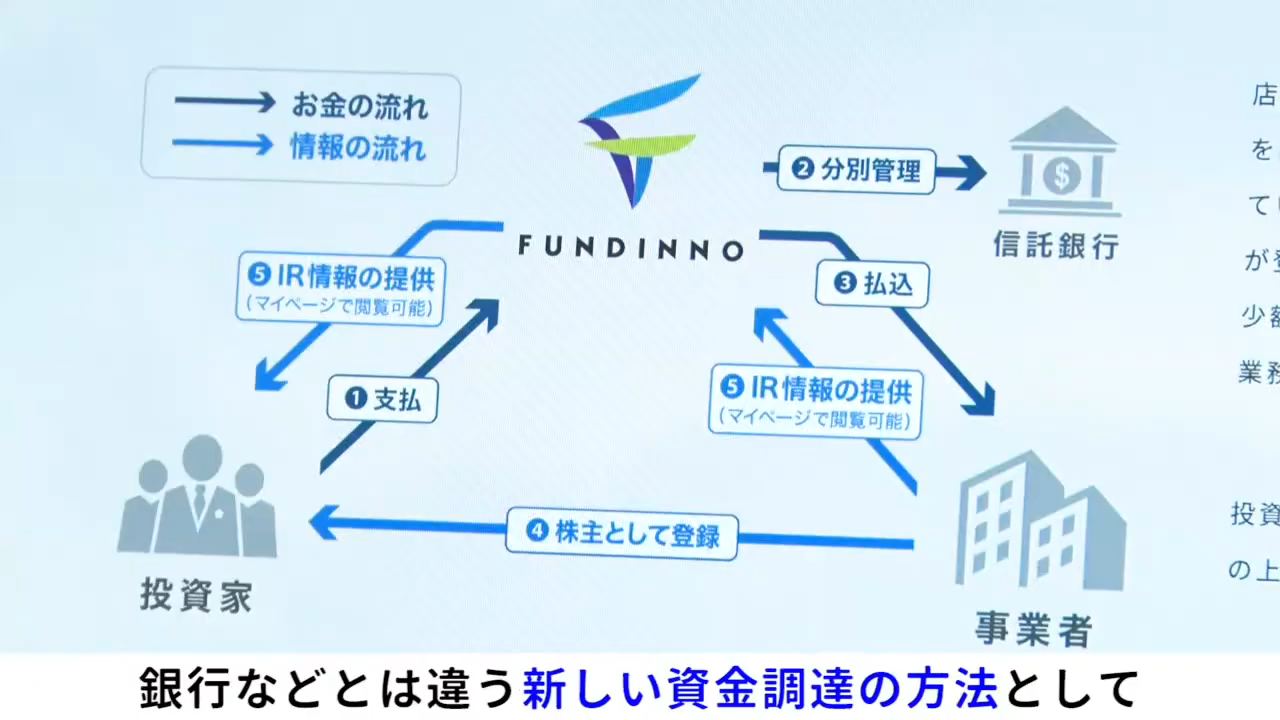 お金の流れ
情報の流れ
FUNDINNO
❷ 分別管理
信託銀行
❺ IR情報の提供
(マイページで閲覧可能)
❸ 払込
❶ 支払
❺ IR情報の提供
(マイページで閲覧可能)
❹ 株主として登録
投資家
事業者
店
を
て
が
少額
業務
投資
の上
銀行などとは違う新しい資金調達の方法として